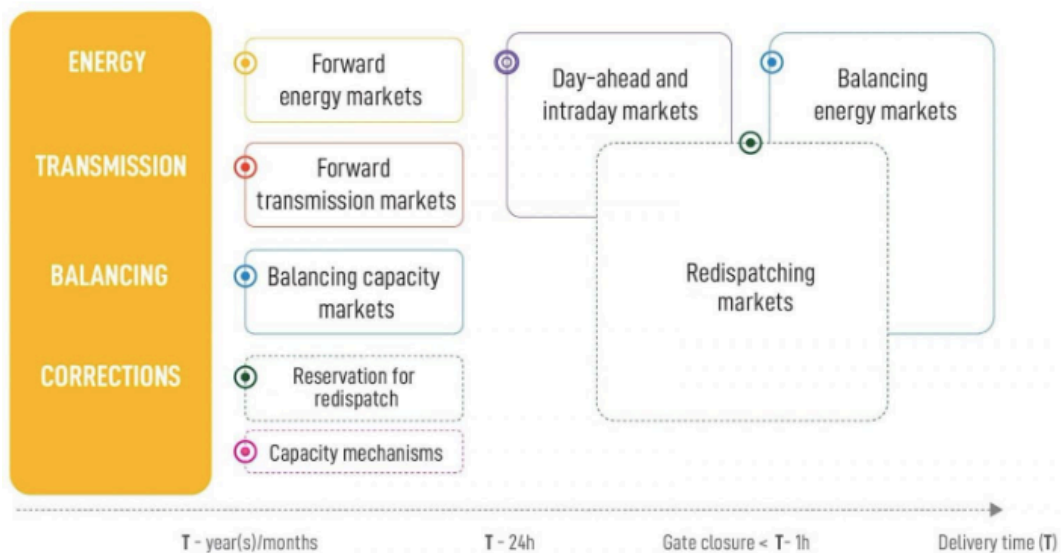 ENERGY
Forward
energy markets
Day-ahead and
intraday markets
Balancing
energy markets
TRANSMISSION
Forward
transmission markets
BALANCING
Balancing capacity
markets
Redispatching
markets
CORRECTIONS
Reservation for
redispatch
Capacity mechanisms
T - year(s)/months
T - 24h
Gate closure < T- 1h
Delivery time (T)